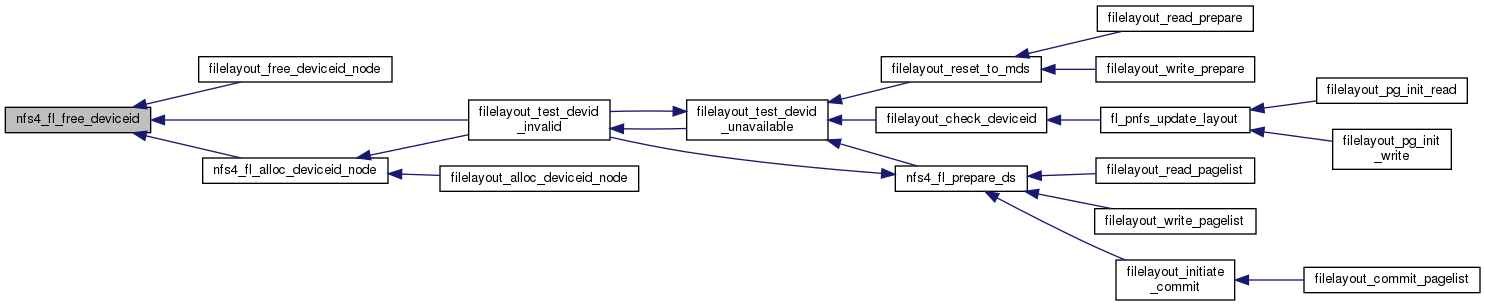 nfs4_fl_free_deviceid
filelayout_free_deviceid_node
nfs4_fl_alloc_deviceid_node
filelayout_test_devid
_invalid
filelayout_alloc_deviceid_node
filelayout_test_devid
_unavailable
filelayout_reset_to_mds
filelayout_check_deviceid
nfs4_fl_prepare_ds
filelayout_read_prepare
filelayout_write_prepare
fl_pnfs_update_layout
filelayout_read_pagelist
filelayout_write_pagelist
filelayout_initiate
_commit
filelayout_pg_init_read
filelayout_pg_init
_write
filelayout_commit_pagelist